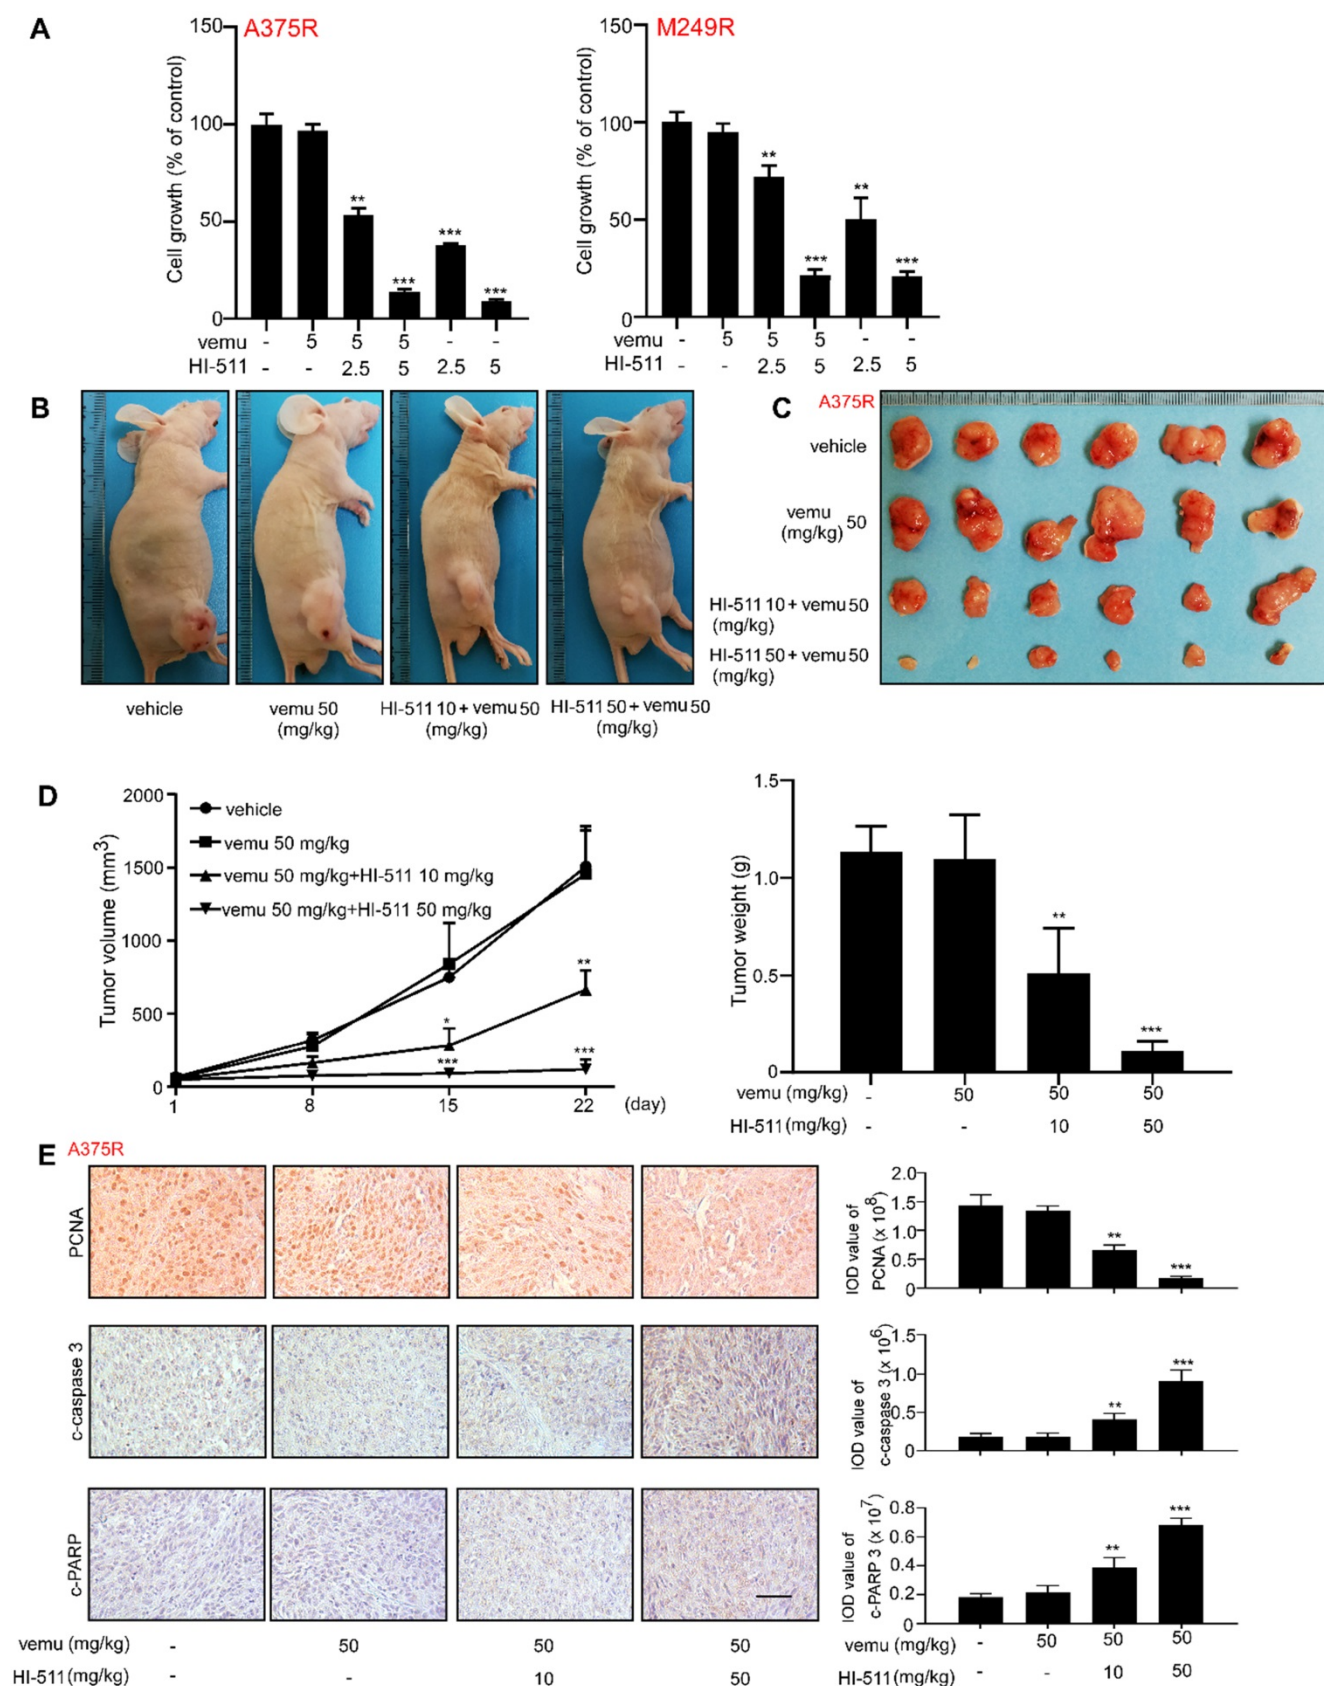 A
A375R
150
100
50
0
Cell growth (% of control)
**
***
***
***
vemu - 5 5 5 - -
HI-511 - - 2.5 5 2.5 5
M249R
150
100
50
0
Cell growth (% of control)
**
***
**
***
- 5 5 5 - -
- - 2.5 5 2.5 5
B
vehicle
vemu 50
(mg/kg)
HI-511 10 + vemu 50
(mg/kg)
HI-511 50 + vemu 50
(mg/kg)
C
A375R
vehicle
vemu
(mg/kg) 50
HI-511 10 + vemu 50
(mg/kg)
HI-511 50 + vemu 50
(mg/kg)
D
2000
1500
1000
500
0
Tumor volume (mm3)
vehicle
vemu 50 mg/kg
vemu 50 mg/kg+HI-511 10 mg/kg
vemu 50 mg/kg+HI-511 50 mg/kg
*
***
**
***
1 8 15 22 (day)
1.5
1.0
0.5
0
Tumor weight (g)
**
***
vemu (mg/kg) - 50 50 50
HI-511 (mg/kg) - - 10 50
E
A375R
PCNA
c-caspase 3
c-PARP
vemu (mg/kg) - 50 50 50
HI-511 (mg/kg) - - 10 50
IOD value of
PCNA (x 10^8)
2.0
1.5
1.0
0.5
0
**
***
IOD value of
c-caspase 3 (x 10^6)
1.5
1.0
0.5
0
**
***
IOD value of
c-PARP 3 (x 10^7)
0.8
0.6
0.4
0.2
0
**
***
vemu (mg/kg) - 50 50 50
HI-511 (mg/kg) - - 10 50